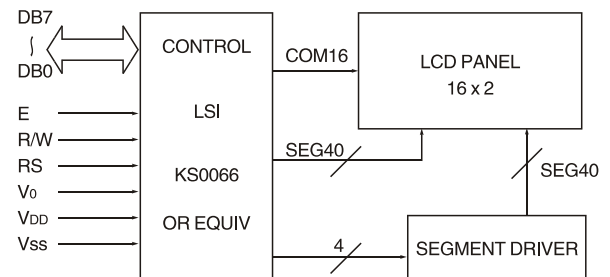 DB7
~
DB0
E
R/W
RS
V0
VDD
VSS
CONTROL
LSI
KS0066
OR EQUIV
COM16
SEG40
4
LCD PANEL
16 x 2
SEG40
SEGMENT DRIVER